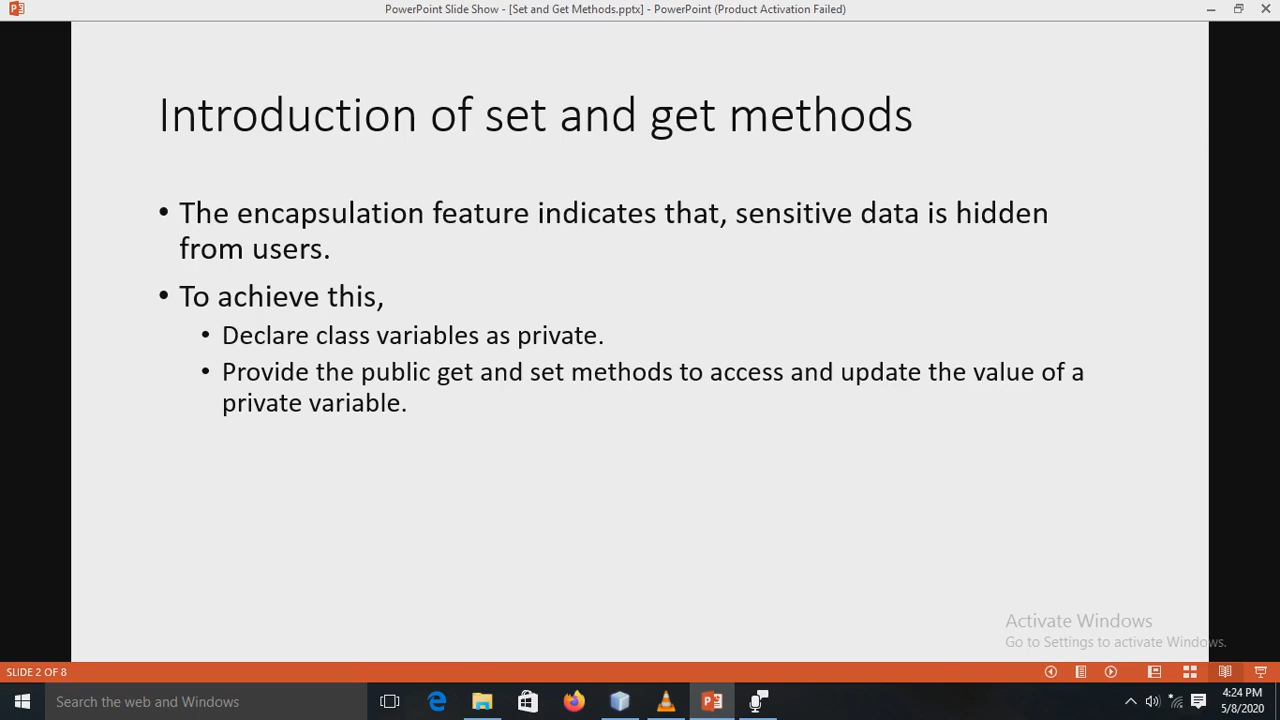 PowerPoint Slide Show - [Set and Get Methods.pptx] - PowerPoint (Product Activation Failed)
Introduction of set and get methods
• The encapsulation feature indicates that, sensitive data is hidden
from users.
• To achieve this,
• Declare class variables as private.
• Provide the public get and set methods to access and update the value of a
private variable.
Activate Windows
Go to Settings to activate Windows.
SLIDE 2 OF 8
Search the web and Windows
4:24 PM
5/8/2020